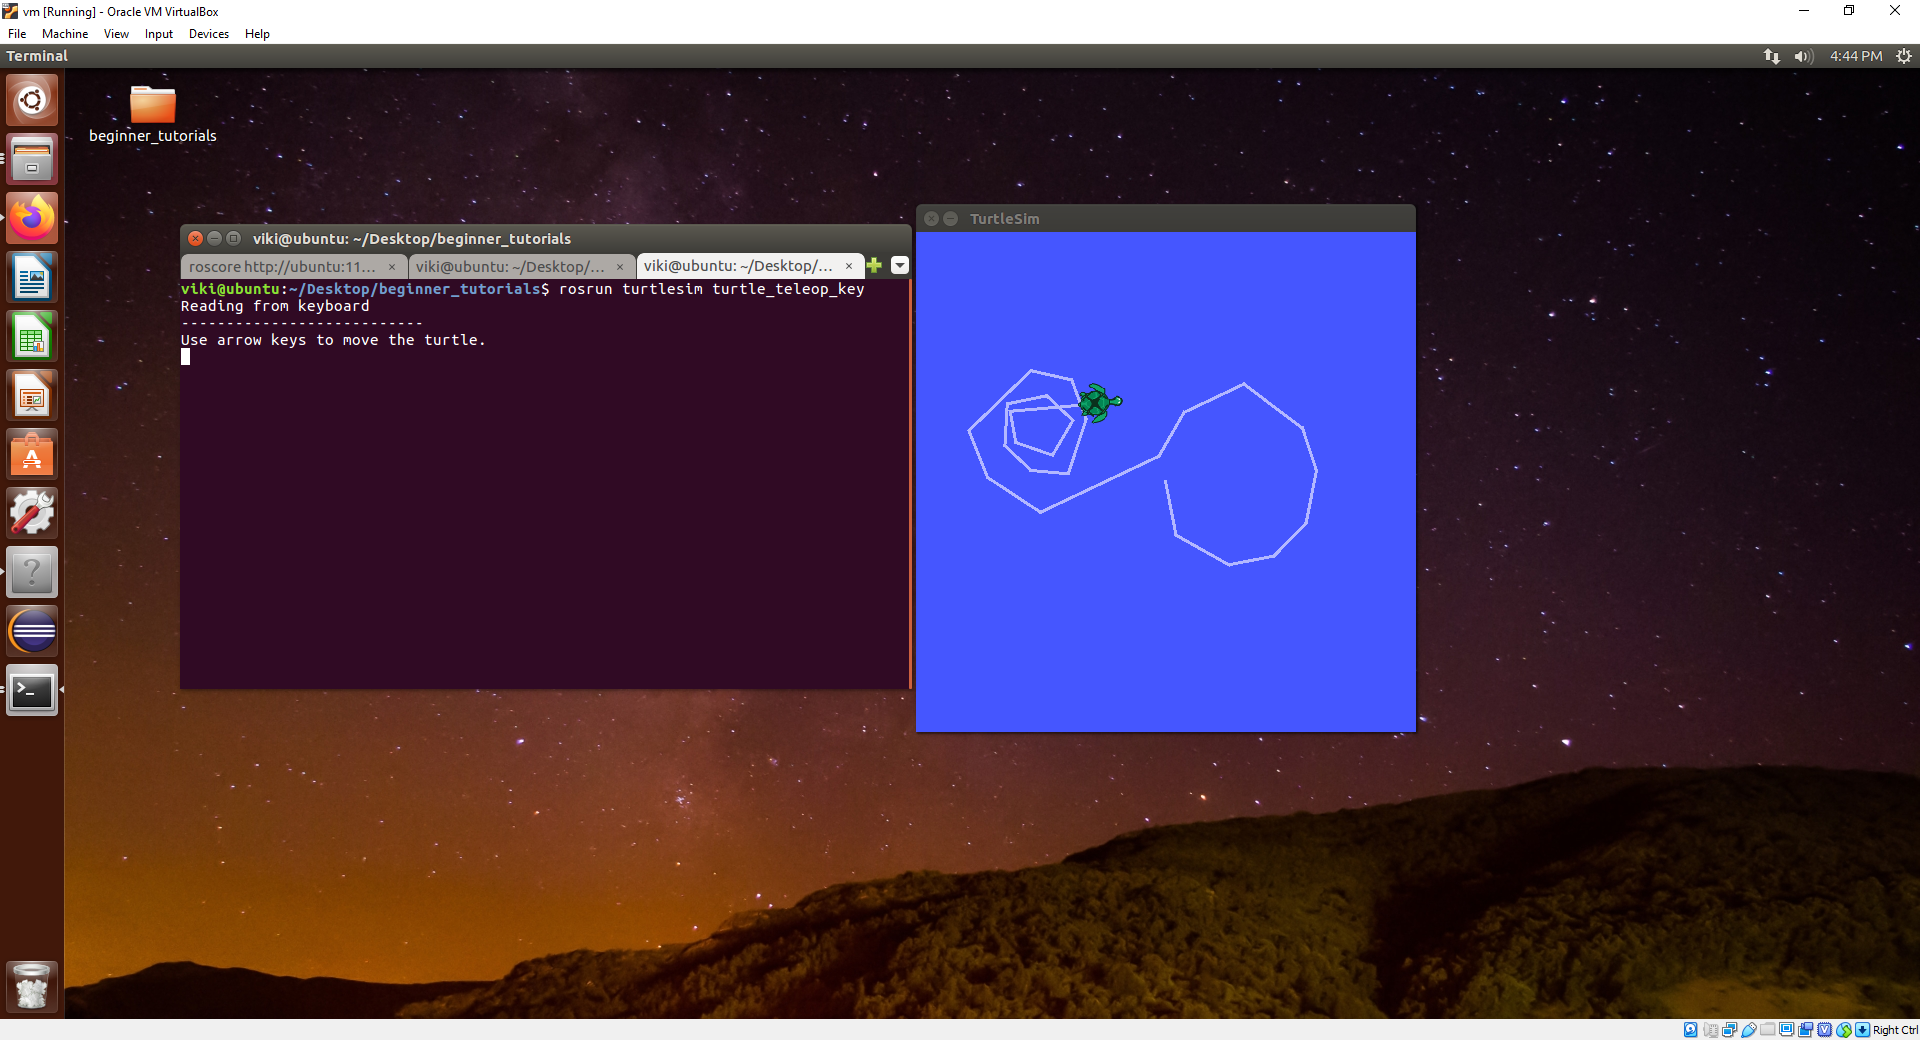 vm [Running] - Oracle VM VirtualBox
File Machine View Input Devices Help
Terminal
4:44 PM
beginner_tutorials
viki@ubuntu: ~/Desktop/beginner_tutorials
roscore http://ubuntu:11... × viki@ubuntu: ~/Desktop/... × viki@ubuntu: ~/Desktop/... ×
viki@ubuntu:~/Desktop/beginner_tutorials$ rosrun turtlesim turtle_teleop_key
Reading from keyboard
---------------------------
Use arrow keys to move the turtle.
TurtleSim
Right Ctrl